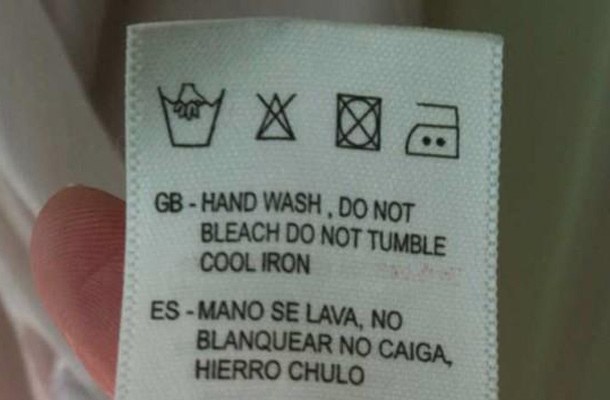 GB - HAND WASH , DO NOT
BLEACH DO NOT TUMBLE
COOL IRON
ES - MANO SE LAVA, NO
BLANQUEAR NO CAIGA,
HIERRO CHULO